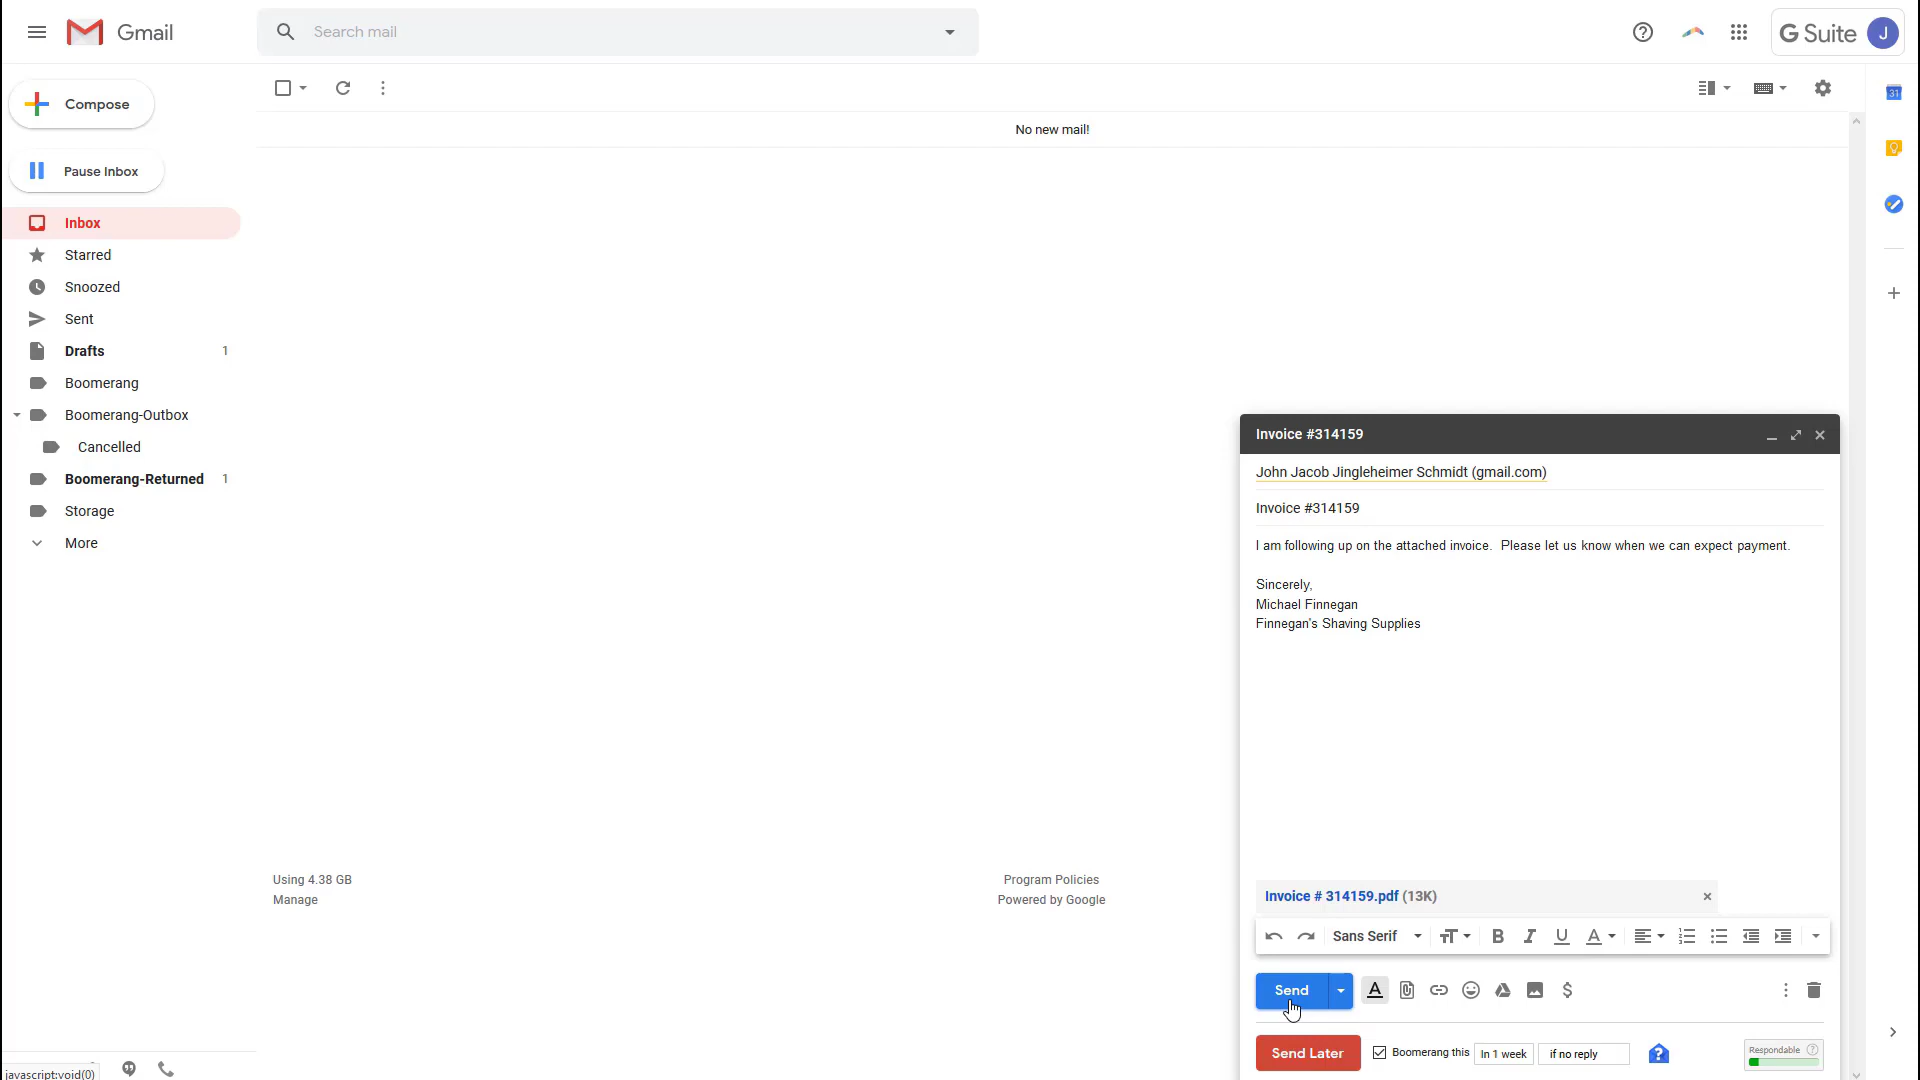 Gmail
Search mail
G Suite
J
Compose
31
No new mail!
Pause Inbox
Inbox
Starred
Snoozed
Sent
Drafts 1
Boomerang
Boomerang-Outbox
Cancelled
Boomerang-Returned 1
Storage
More
Invoice #314159
John Jacob Jingleheimer Schmidt (gmail.com)
Invoice #314159
I am following up on the attached invoice. Please let us know when we can expect payment.
Sincerely,
Michael Finnegan
Finnegan's Shaving Supplies
Using 4.38 GB
Manage
Program Policies
Powered by Google
Invoice # 314159.pdf (13K)
Sans Serif
Send
Send Later
Boomerang this
In 1 week
if no reply
Respondable
javascript:void(0)